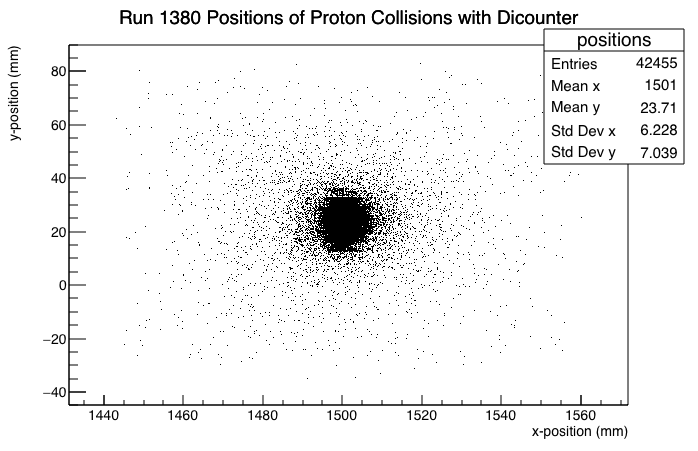 Run 1380 Positions of Proton Collisions with Dicounter
positions
Entries 42455
Mean x 1501
Mean y 23.71
Std Dev x 6.228
Std Dev y 7.039
y-position (mm)
80
60
40
20
0
−20
−40
1440 1460 1480 1500 1520 1540 1560
x-position (mm)